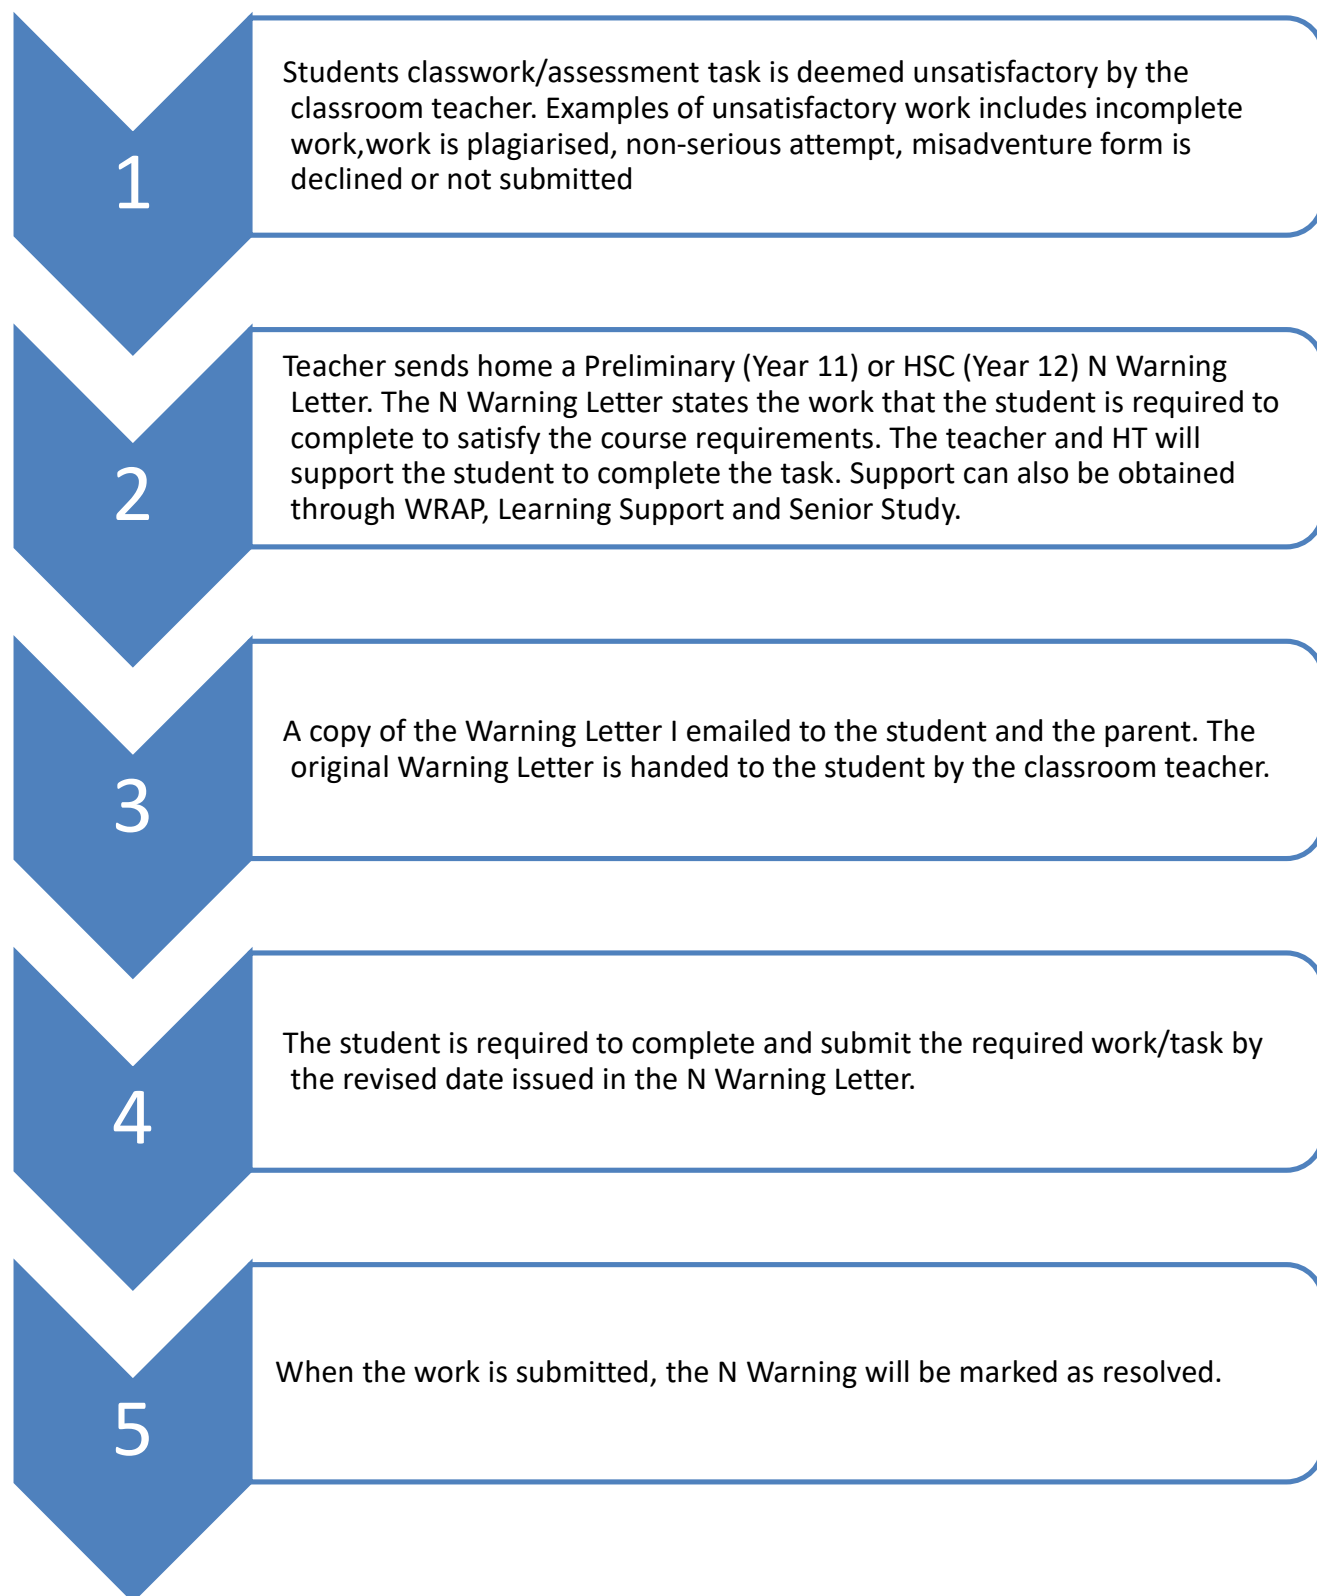 1
Students classwork/assessment task is deemed unsatisfactory by the
classroom teacher. Examples of unsatisfactory work includes incomplete
work,work is plagiarised, non-serious attempt, misadventure form is
declined or not submitted
2
Teacher sends home a Preliminary (Year 11) or HSC (Year 12) N Warning
Letter. The N Warning Letter states the work that the student is required to
complete to satisfy the course requirements. The teacher and HT will
support the student to complete the task. Support can also be obtained
through WRAP, Learning Support and Senior Study.
3
A copy of the Warning Letter I emailed to the student and the parent. The
original Warning Letter is handed to the student by the classroom teacher.
4
The student is required to complete and submit the required work/task by
the revised date issued in the N Warning Letter.
5
When the work is submitted, the N Warning will be marked as resolved.